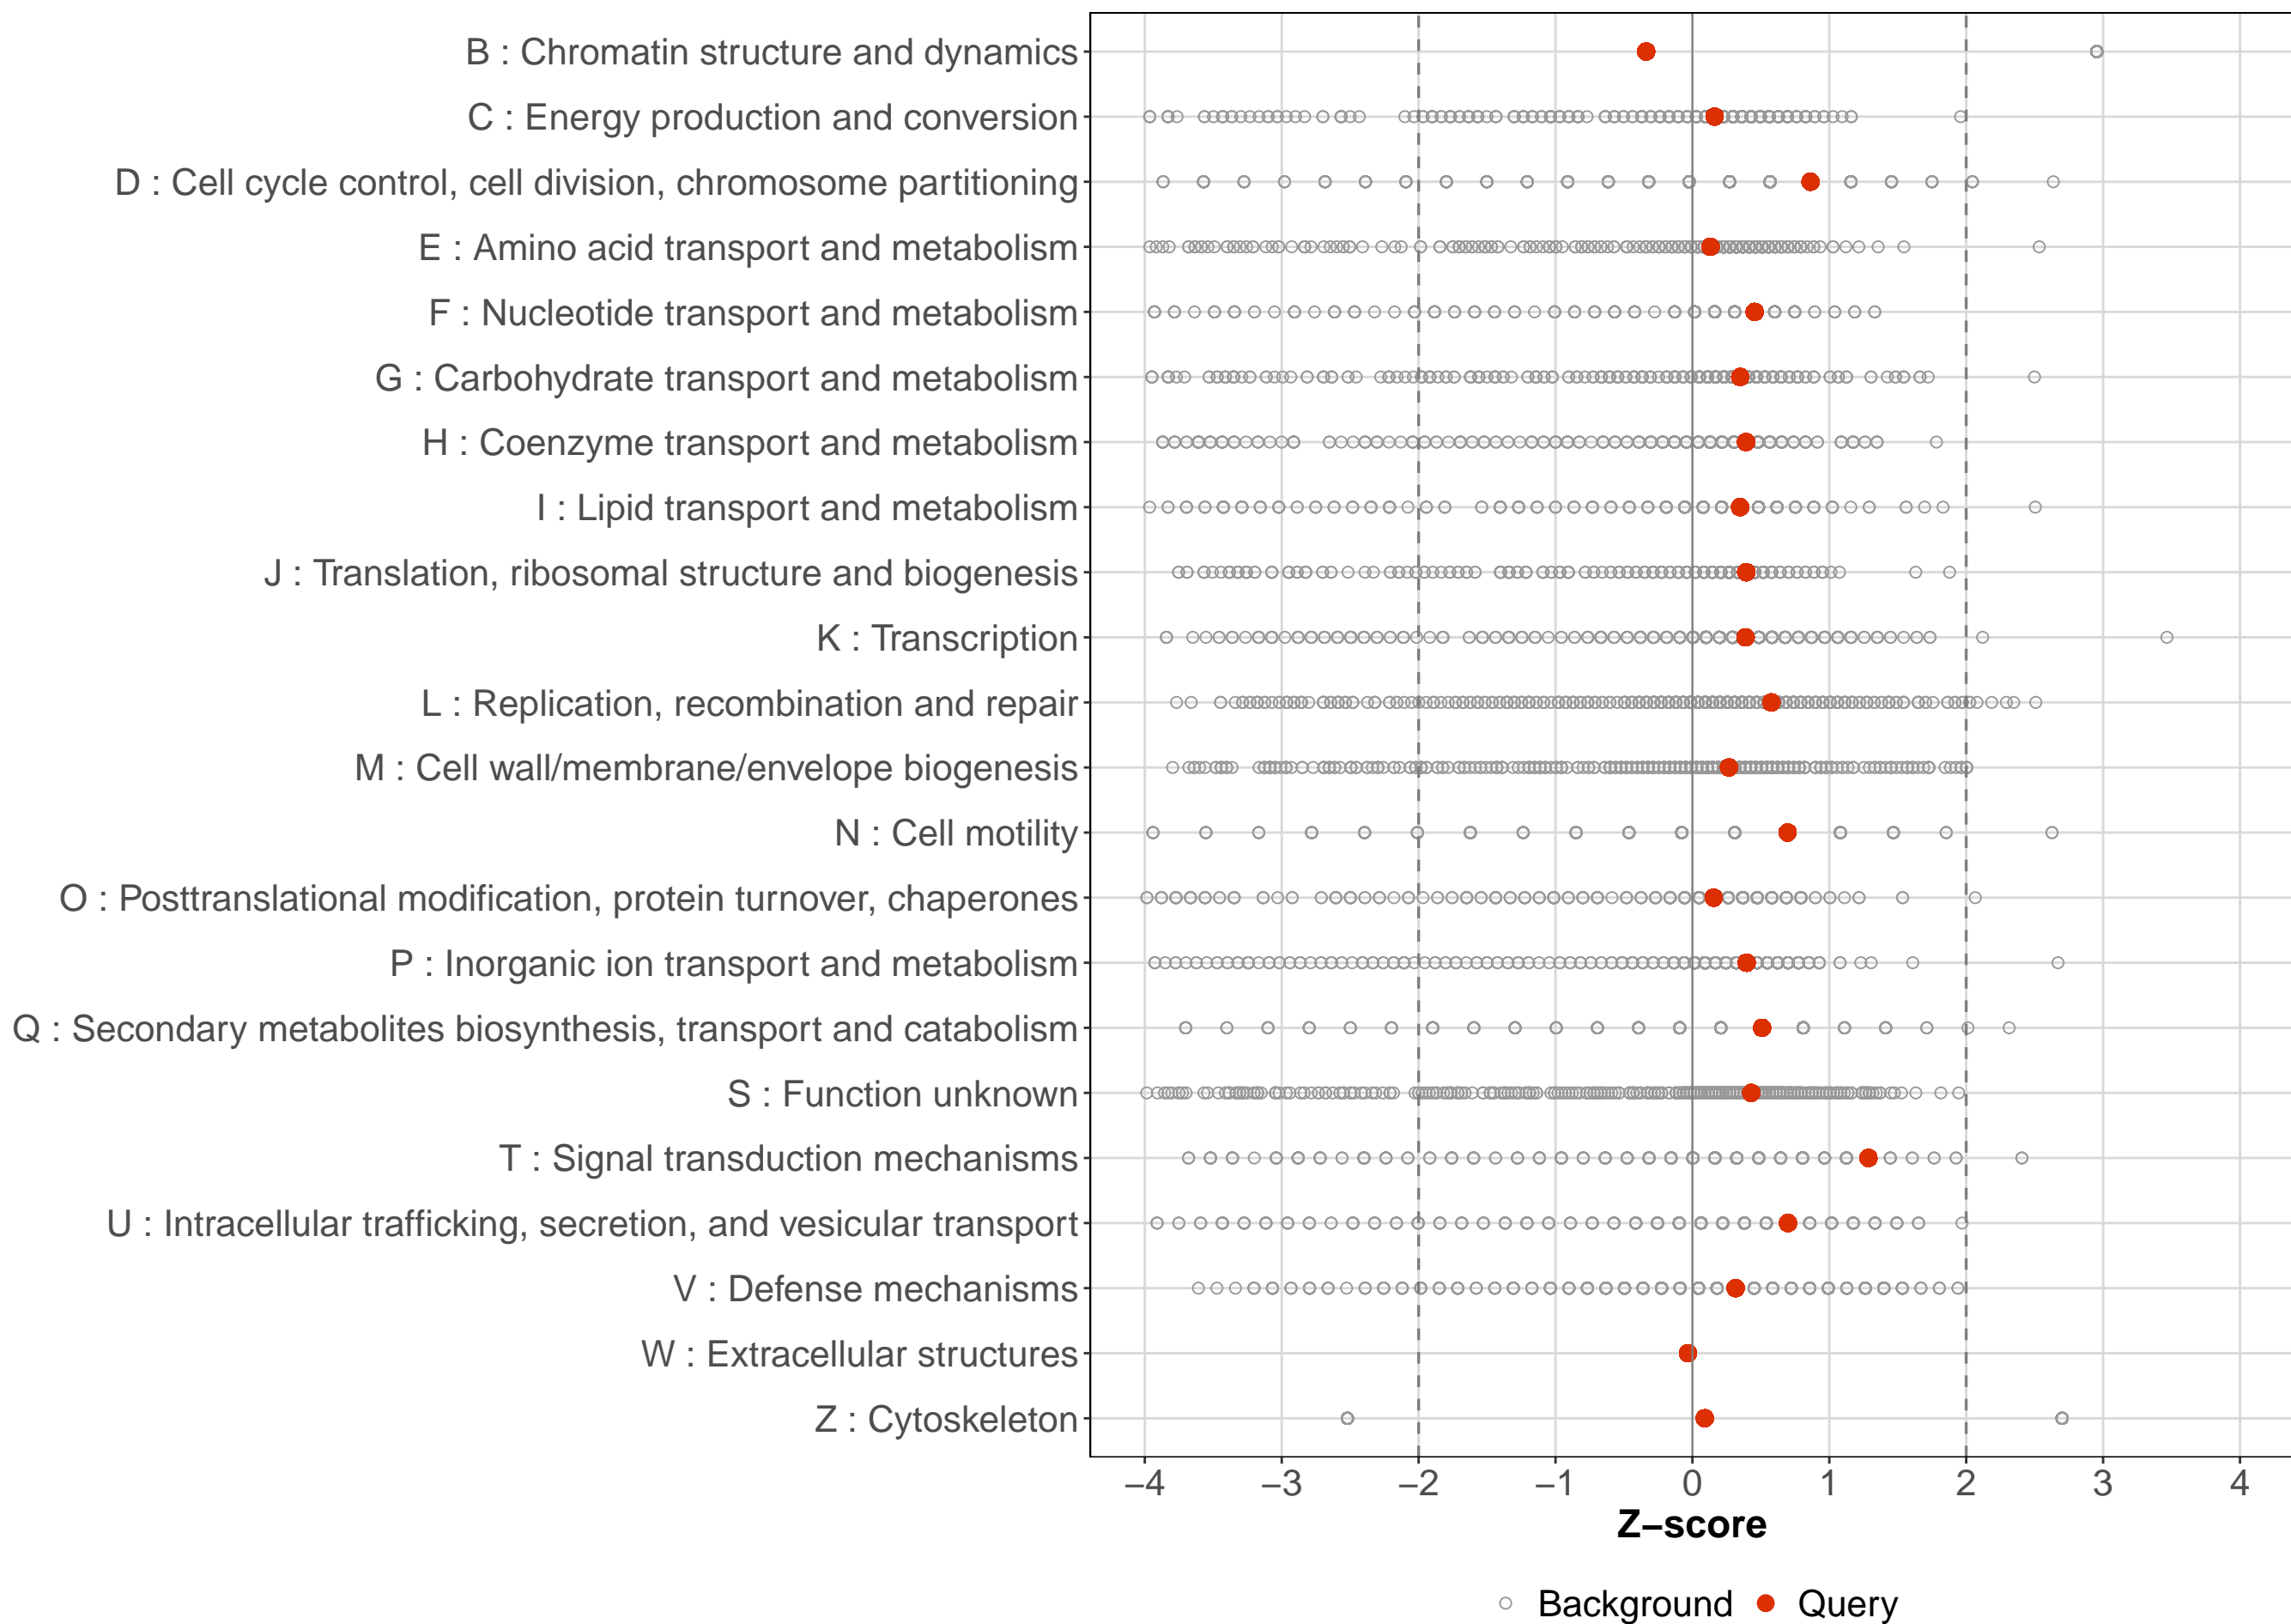 B : Chromatin structure and dynamics
C : Energy production and conversion
D : Cell cycle control, cell division, chromosome partitioning
E : Amino acid transport and metabolism
F : Nucleotide transport and metabolism
G : Carbohydrate transport and metabolism
H : Coenzyme transport and metabolism
I : Lipid transport and metabolism
J : Translation, ribosomal structure and biogenesis
K : Transcription
L : Replication, recombination and repair
M : Cell wall/membrane/envelope biogenesis
N : Cell motility
O : Posttranslational modification, protein turnover, chaperones
P : Inorganic ion transport and metabolism
Q : Secondary metabolites biosynthesis, transport and catabolism
S : Function unknown
T : Signal transduction mechanisms
U : Intracellular trafficking, secretion, and vesicular transport
V : Defense mechanisms
W : Extracellular structures
Z : Cytoskeleton
−4 −3 −2 −1 0 1 2 3 4
Z−score
Background Query